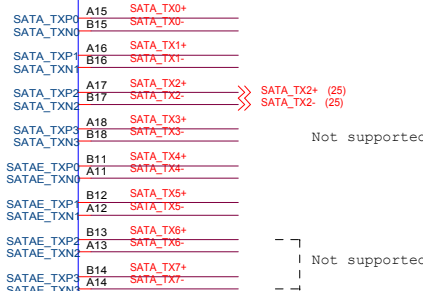 A15 SATA_TX0+
SATA_TXP0 B15 SATA_TX0-
SATA_TXN0
A16 SATA_TX1+
SATA_TXP1 B16 SATA_TX1-
SATA_TXN1
A17 SATA_TX2+ SATA_TX2+ (25)
SATA_TXP2 B17 SATA_TX2- SATA_TX2- (25)
SATA_TXN2
A18 SATA_TX3+
SATA_TXP3 B18 SATA_TX3- Not supported
SATA_TXN3
B11 SATA_TX4+
SATAE_TXP0 A11 SATA_TX4-
SATAE_TXN0
B12 SATA_TX5+
SATAE_TXP1 A12 SATA_TX5-
SATAE_TXN1
B13 SATA_TX6+
SATAE_TXP2 A13 SATA_TX6-
SATAE_TXN2
Not supported
B14 SATA_TX7+
SATAE_TXP3 A14 SATA_TX7-
SATAE_TXN3